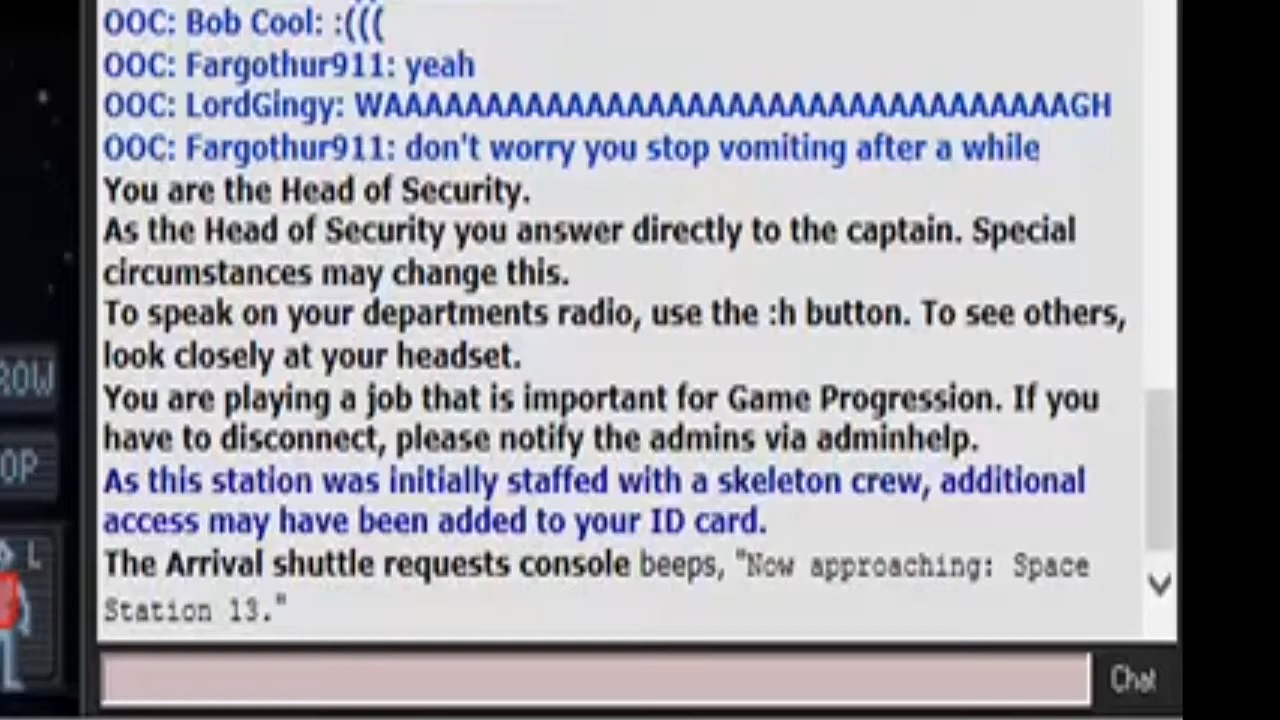 OOC: Bob Cool: :(((
OOC: Fargothur911: yeah
OOC: LordGingy: WAAAAAAAAAAAAAAAAAAAAAAAAAAAAAAAAAAGH
OOC: Fargothur911: don't worry you stop vomiting after a while
You are the Head of Security.
As the Head of Security you answer directly to the captain. Special
circumstances may change this.
To speak on your departments radio, use the :h button. To see others,
look closely at your headset.
You are playing a job that is important for Game Progression. If you
have to disconnect, please notify the admins via adminhelp.
As this station was initially staffed with a skeleton crew, additional
access may have been added to your ID card.
The Arrival shuttle requests console beeps, "Now approaching: Space
Station 13."
ROW
OP
L
Chat